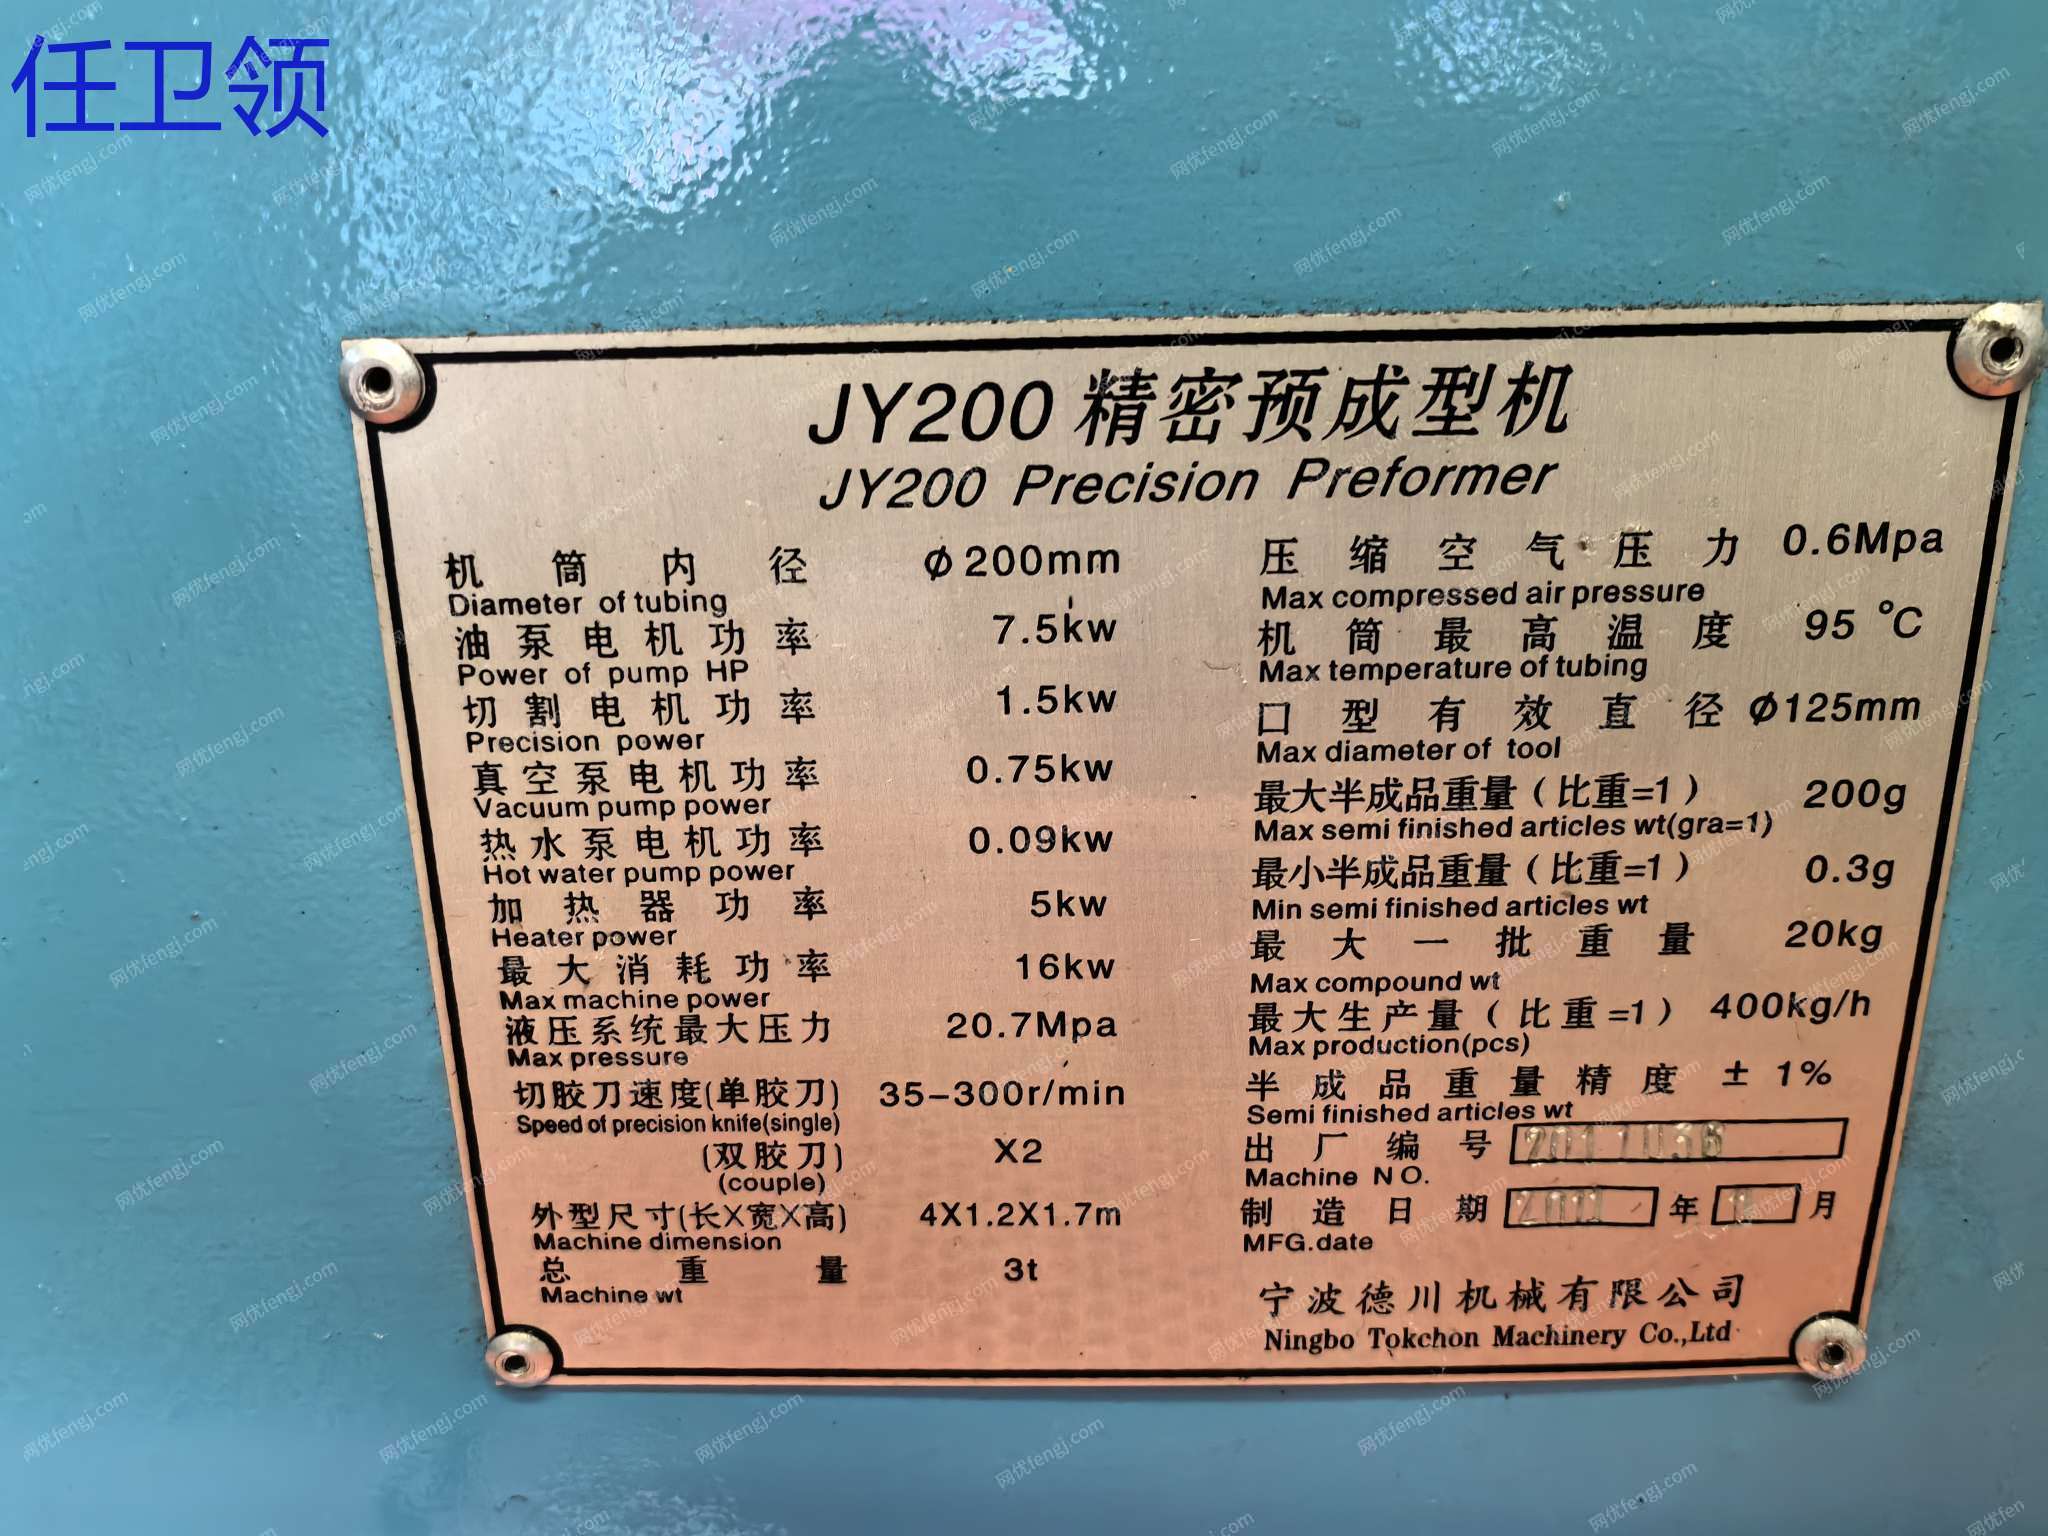 任卫领
JY200 精密预成型机
JY200 Precision Preformer
机筒内径 ф200mm
Diameter of tubing
油泵电机功率 7.5kw
Power of pump HP
切割电机功率 1.5kw
Precision power
真空泵电机功率 0.75kw
Vacuum pump power
热水泵电机功率 0.09kw
Hot water pump power
加热器功率 5kw
Heater power
最大消耗功率 16kw
Max machine power
液压系统最大压力 20.7Mpa
Max pressure
切胶刀速度(单胶刀) 35-300r/min
Speed of precision knife(single)
(双胶刀) X2
(couple)
外型尺寸(长X宽X高) 4X1.2X1.7m
Machine dimension
总重量 3t
Machine wt
压缩空气压力 0.6Mpa
Max compressed air pressure
机筒最高温度 95 °C
Max temperature of tubing
口型有效直径 ф125mm
Max diameter of tool
最大半成品重量(比重=1) 200g
Max semi finished articles wt(gra=1)
最小半成品重量(比重=1) 0.3g
Min semi finished articles wt
最大一批重量 20kg
Max compound wt
最大生产量(比重=1) 400kg/h
Max production(pcs)
半成品重量精度 ± 1%
Semi finished articles wt
出厂编号 2011036
Machine NO.
制造日期 2011 年 月
MFG.date
宁波德川机械有限公司
Ningbo Tokchon Machinery Co.,Ltd
网优fengj.com